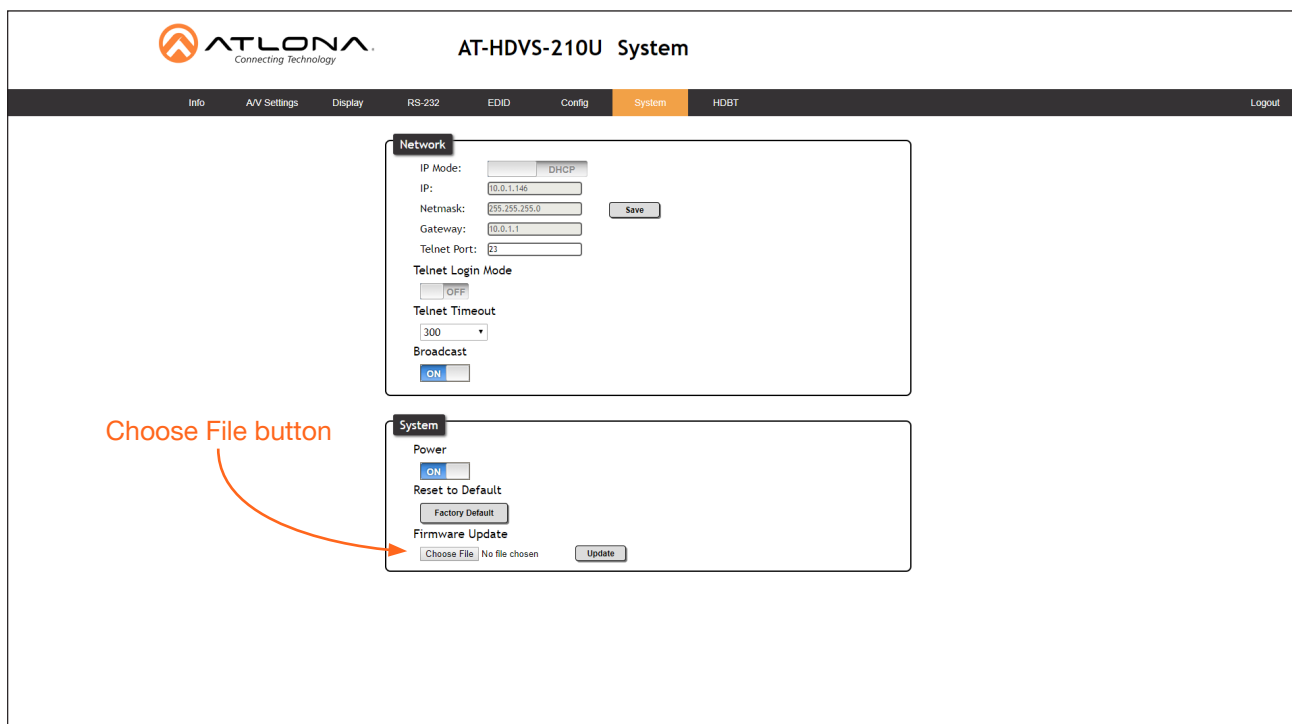 ATLONA.
Connecting Technology
AT-HDVS-210U System
Info A/V Settings Display RS-232 EDID Config System HDBT Logout
Network
IP Mode: DHCP
IP: 10.0.1.146
Netmask: 255.255.255.0 Save
Gateway: 10.0.1.1
Telnet Port: 23
Telnet Login Mode
OFF
Telnet Timeout
300
Broadcast
ON
Choose File button
System
Power
ON
Reset to Default
Factory Default
Firmware Update
Choose File No file chosen Update